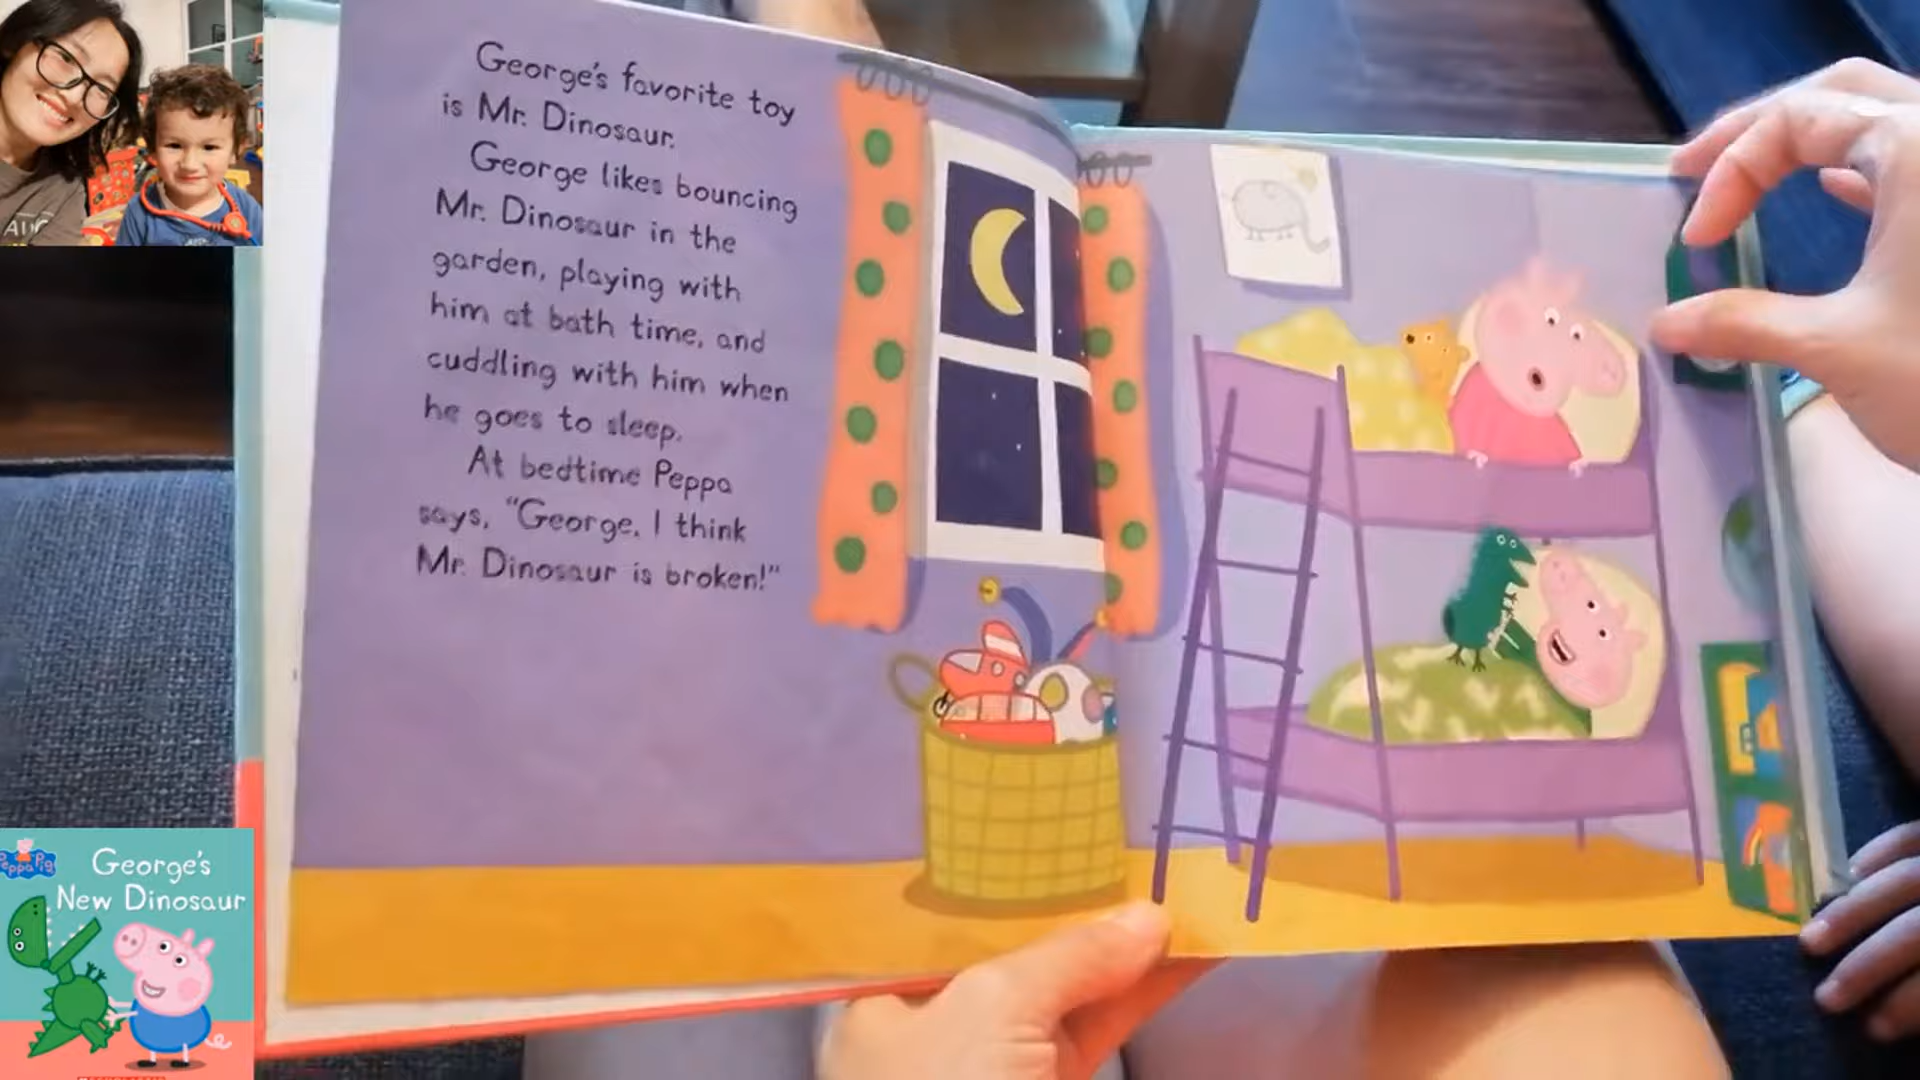 George's favorite toy
is Mr. Dinosaur.
George likes bouncing
Mr. Dinosaur in the
garden, playing with
him at bath time, and
cuddling with him when
he goes to sleep.
At bedtime Peppa
says, "George, I think
Mr. Dinosaur is broken!"
Peppa Pig
George's
New Dinosaur